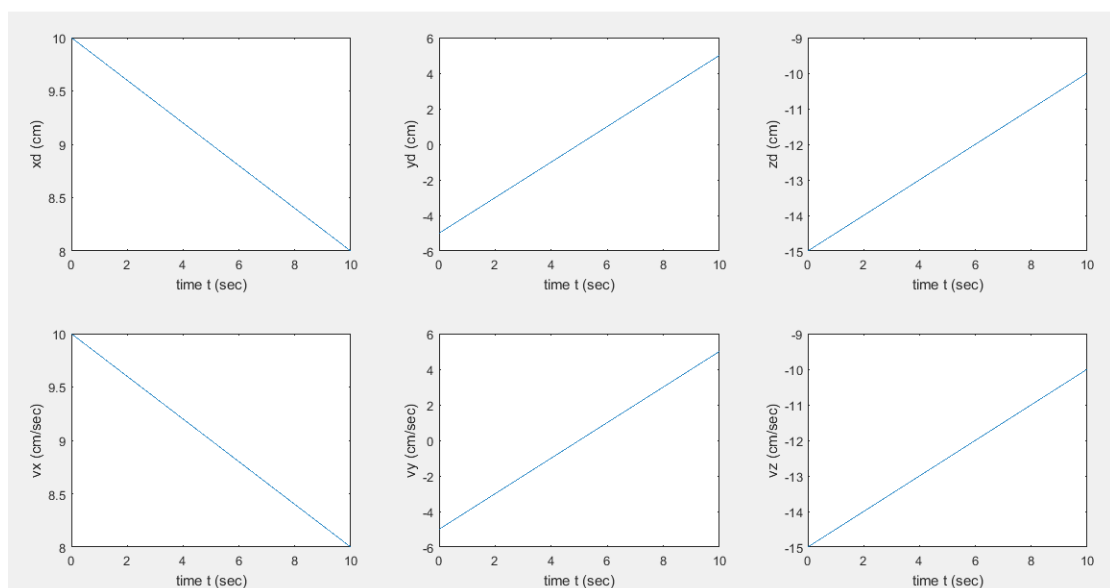 10
9.5
9
8.5
8
xd (cm)
0 2 4 6 8 10
time t (sec)
6
4
2
0
-2
-4
-6
yd (cm)
0 2 4 6 8 10
time t (sec)
-9
-10
-11
-12
-13
-14
-15
zd (cm)
0 2 4 6 8 10
time t (sec)
10
9.5
9
8.5
8
vx (cm/sec)
0 2 4 6 8 10
time t (sec)
6
4
2
0
-2
-4
-6
vy (cm/sec)
0 2 4 6 8 10
time t (sec)
-9
-10
-11
-12
-13
-14
-15
vz (cm/sec)
0 2 4 6 8 10
time t (sec)